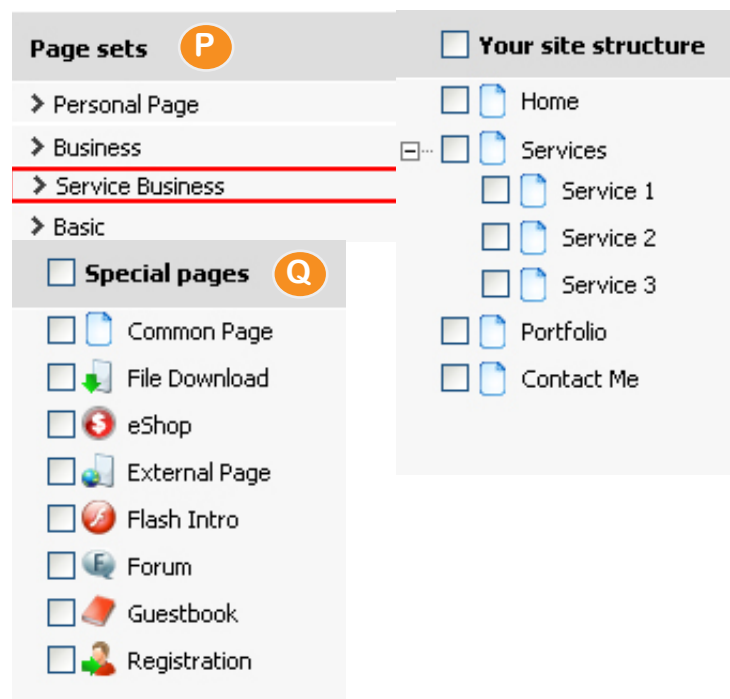 Page sets P
Personal Page
Business
Service Business
Basic
Special pages Q
Common Page
File Download
eShop
External Page
Flash Intro
Forum
Guestbook
Registration
Your site structure
Home
Services
Service 1
Service 2
Service 3
Portfolio
Contact Me